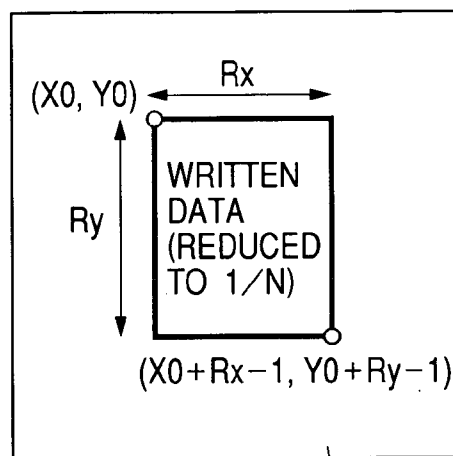 Rx
(X0, Y0)
Ry
WRITTEN
DATA
(REDUCED
TO 1/N)
(X0+Rx-1, Y0+Ry-1)